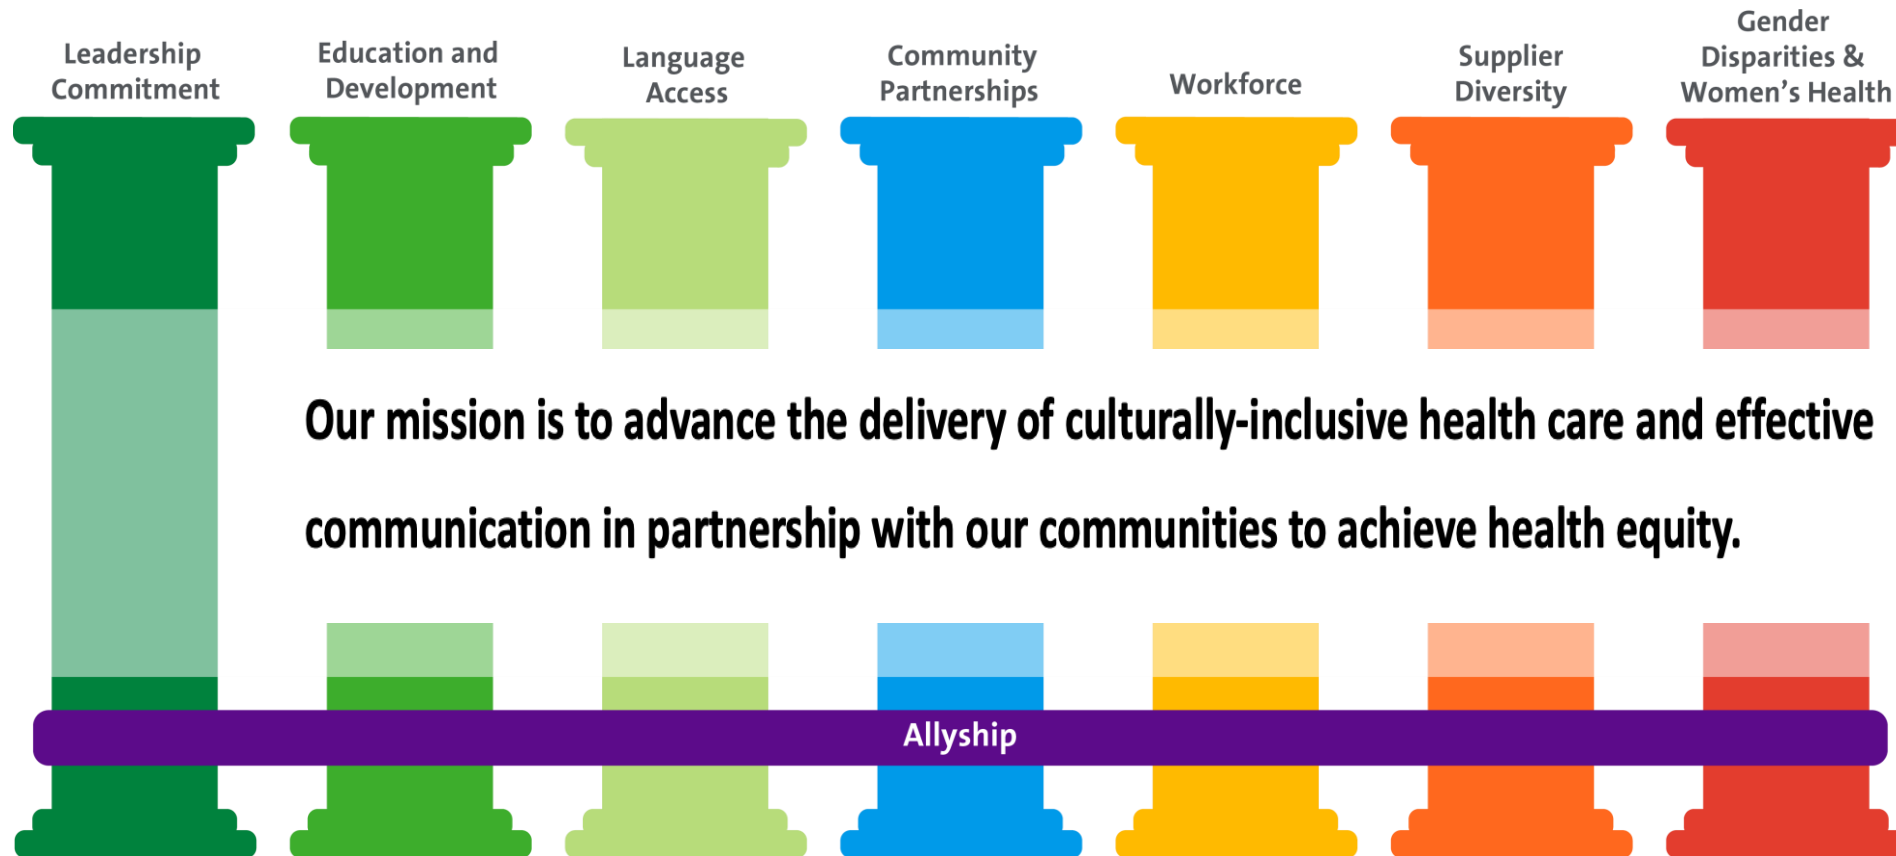 Leadership
Commitment
Education and
Development
Language
Access
Community
Partnerships
Workforce
Supplier
Diversity
Gender
Disparities &
Women's Health
Our mission is to advance the delivery of culturally-inclusive health care and effective
communication in partnership with our communities to achieve health equity.
Allyship